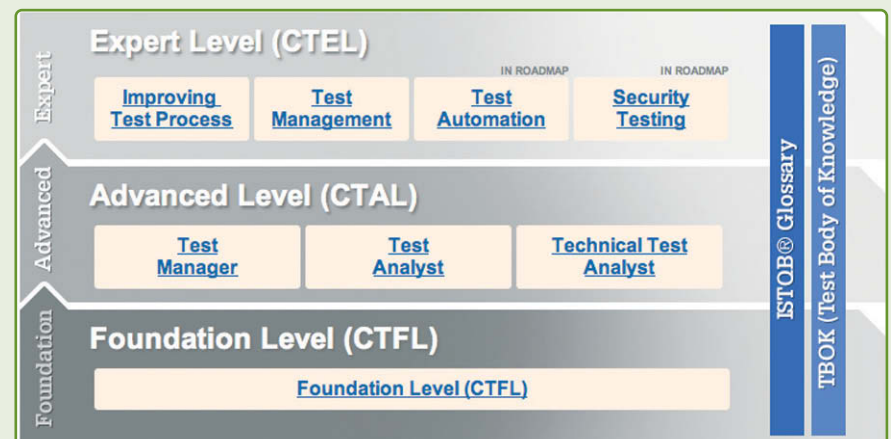 Expert Level (CTEL)
IN ROADMAP
IN ROADMAP
Improving
Test Process
Test
Management
Test
Automation
Security
Testing
Expert
Advanced Level (CTAL)
Test
Manager
Test
Analyst
Technical Test
Analyst
Advanced
Foundation Level (CTFL)
Foundation Level (CTFL)
Foundation
ISTQB® Glossary
TBOK (Test Body of Knowledge)